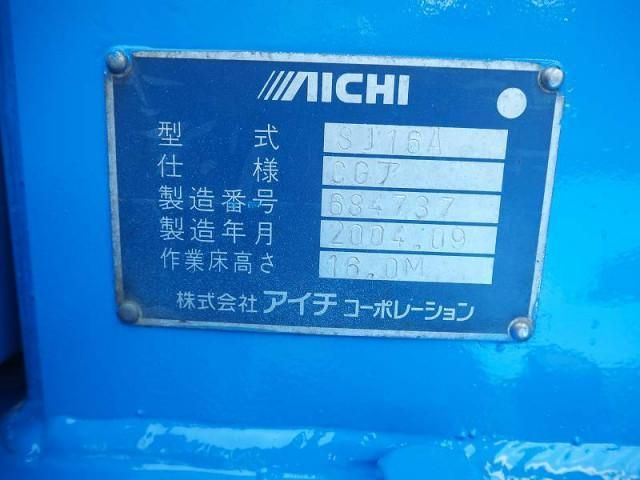 AICHI
型式 SJ16A
仕様 CGア
製造番号 684737
製造年月 2004.09
作業床高さ 16.0M
株式会社 アイチ コーポレーション